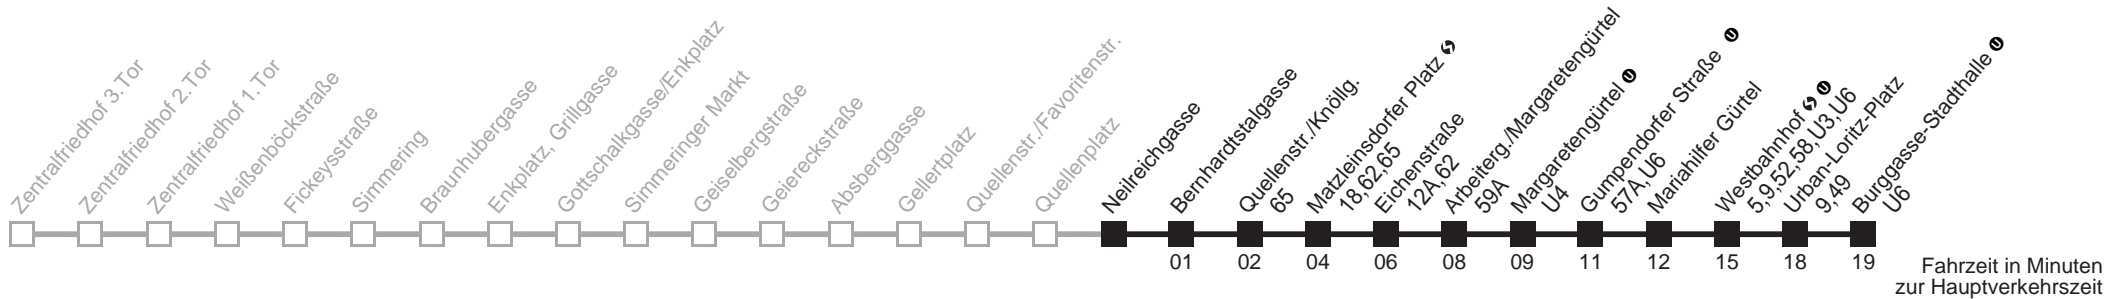 Zentralfriedhof 3.Tor
Zentralfriedhof 2.Tor
Zentralfriedhof 1.Tor
Weißenböckstraße
Fickeysstraße
Simmering
Braunhubergasse
Enkplatz, Grillgasse
Gottschalkgasse/Enkplatz
Simmeringer Markt
Geiselbergstraße
Geiereckstraße
Absberggasse
Gellertplatz
Quellenstr./Favoritenstr.
Quellenplatz
Neilreichgasse
Bernhardtstalgasse
Quellenstr./Knöllg.
65
Matzleinsdorfer Platz
18,62,65
Eichenstraße
12A,62
Arbeiterg./Margaretengürtel
59A
Margaretengürtel U
U4
Gumpendorfer Straße U
57A,U6
Mariahilfer Gürtel
Westbahnhof U
5,9,52,58,U3,U6
Urban-Loritz-Platz
9,49
Burggasse-Stadthalle U
U6
01 02 04 06 08 09 11 12 15 18 19
Fahrzeit in Minuten
zur Hauptverkehrszeit